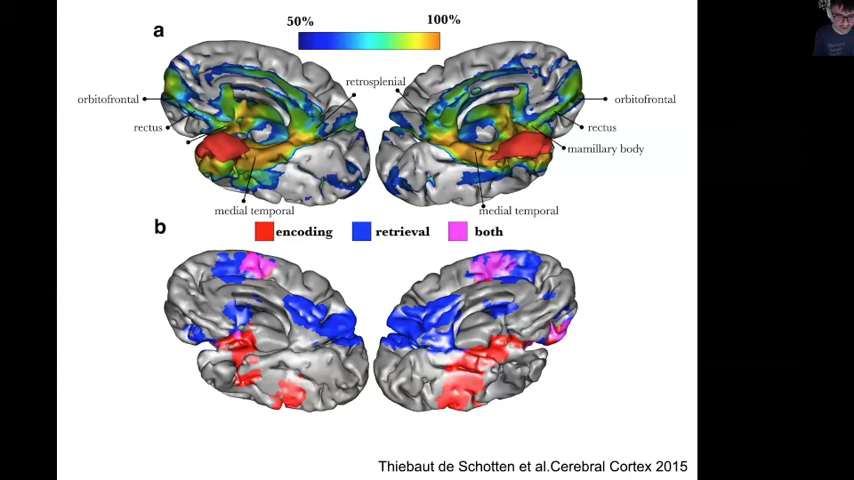 50%
100%
a
retrosplenial
orbitofrontal
orbitofrontal
rectus
rectus
mamillary body
medial temporal
medial temporal
b
encoding
retrieval
both
Thiebaut de Schotten et al.Cerebral Cortex 2015